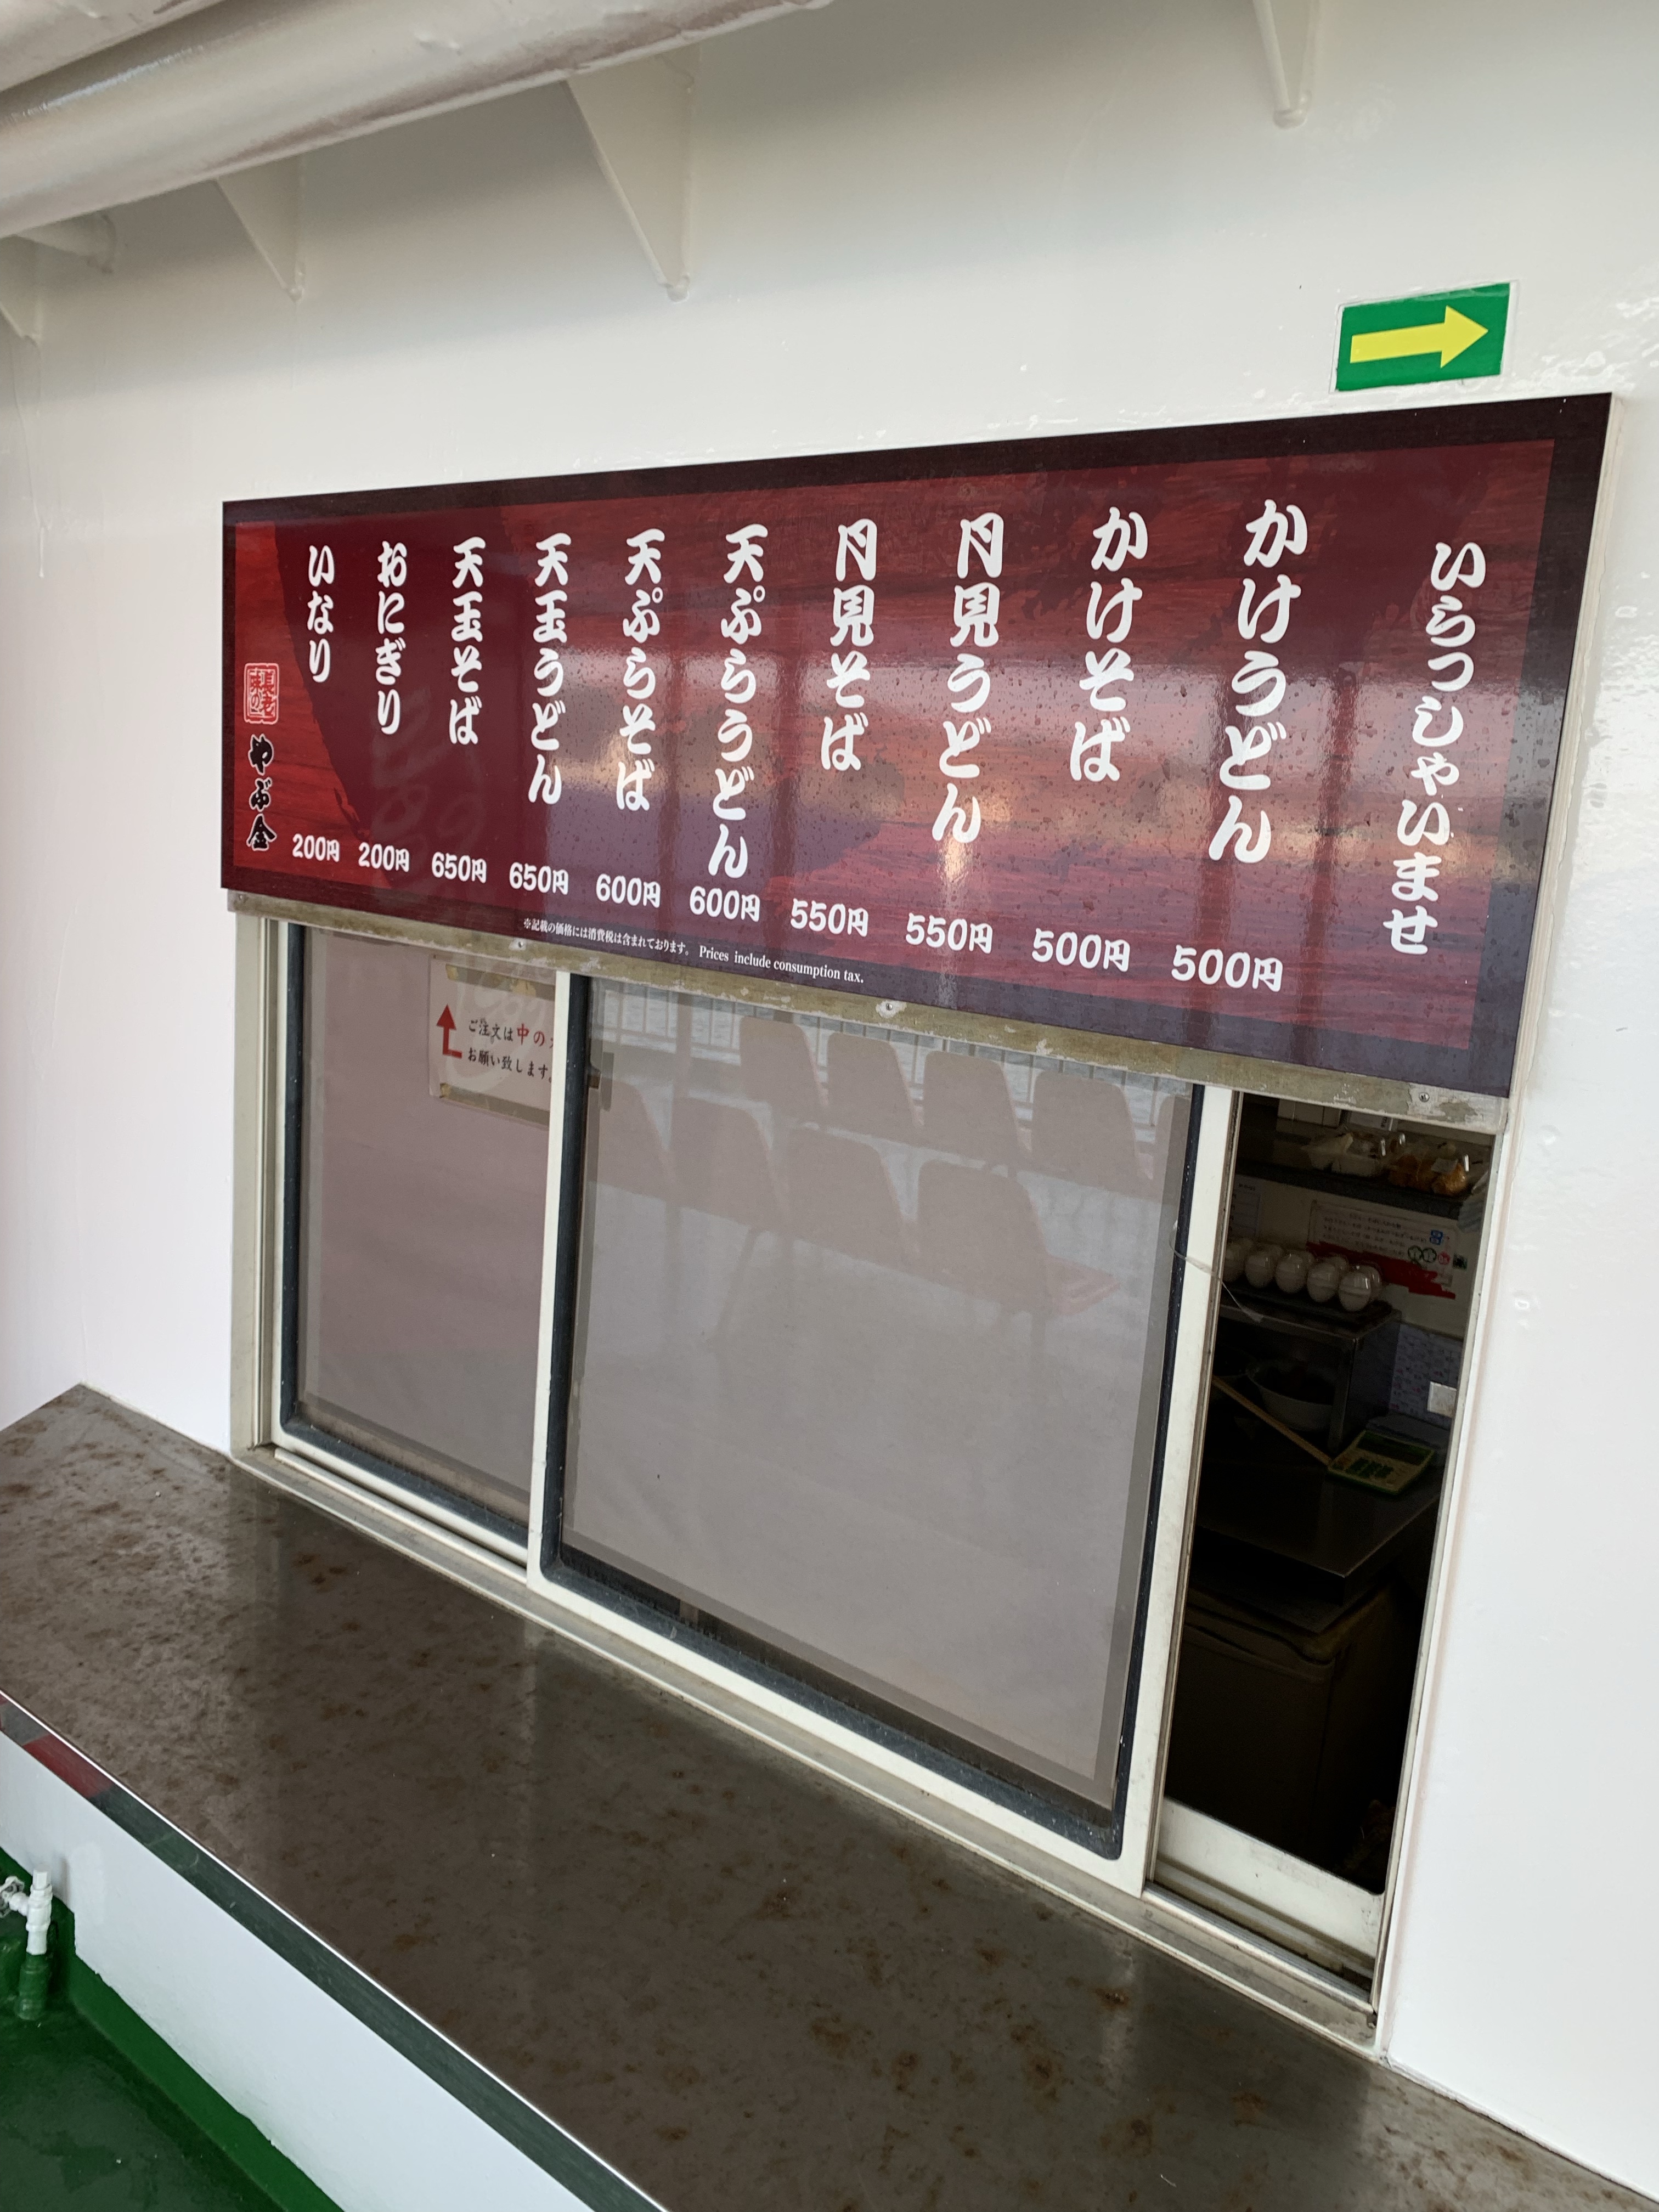 いらっしゃいませ
かけうどん 500円
かけそば 500円
月見うどん 550円
月見そば 550円
天ぷらうどん 600円
天ぷらそば 600円
天玉うどん 650円
天玉そば 650円
おにぎり 200円
いなり 200円
やぶ金
※記載の価格には消費税は含まれております。 Prices include consumption tax.
ご注文は中の
お願い致します。